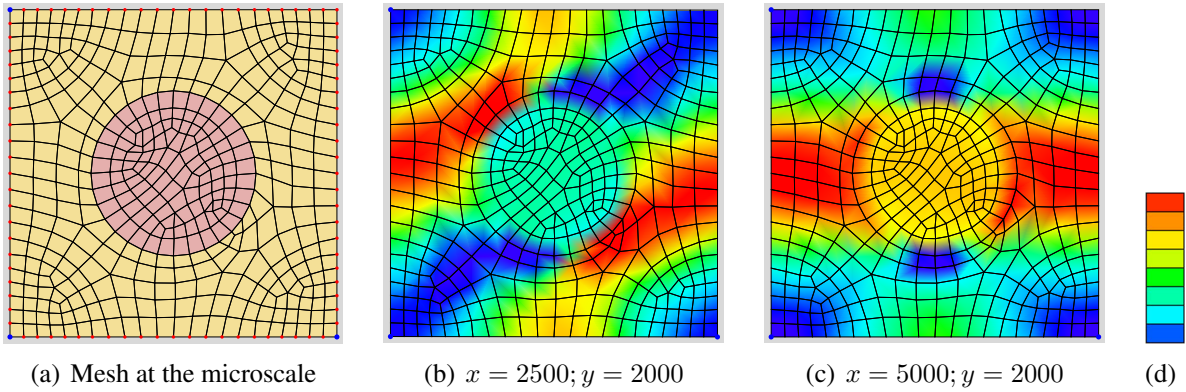 (a) Mesh at the microscale
(b) x = 2500; y = 2000
(c) x = 5000; y = 2000
(d)